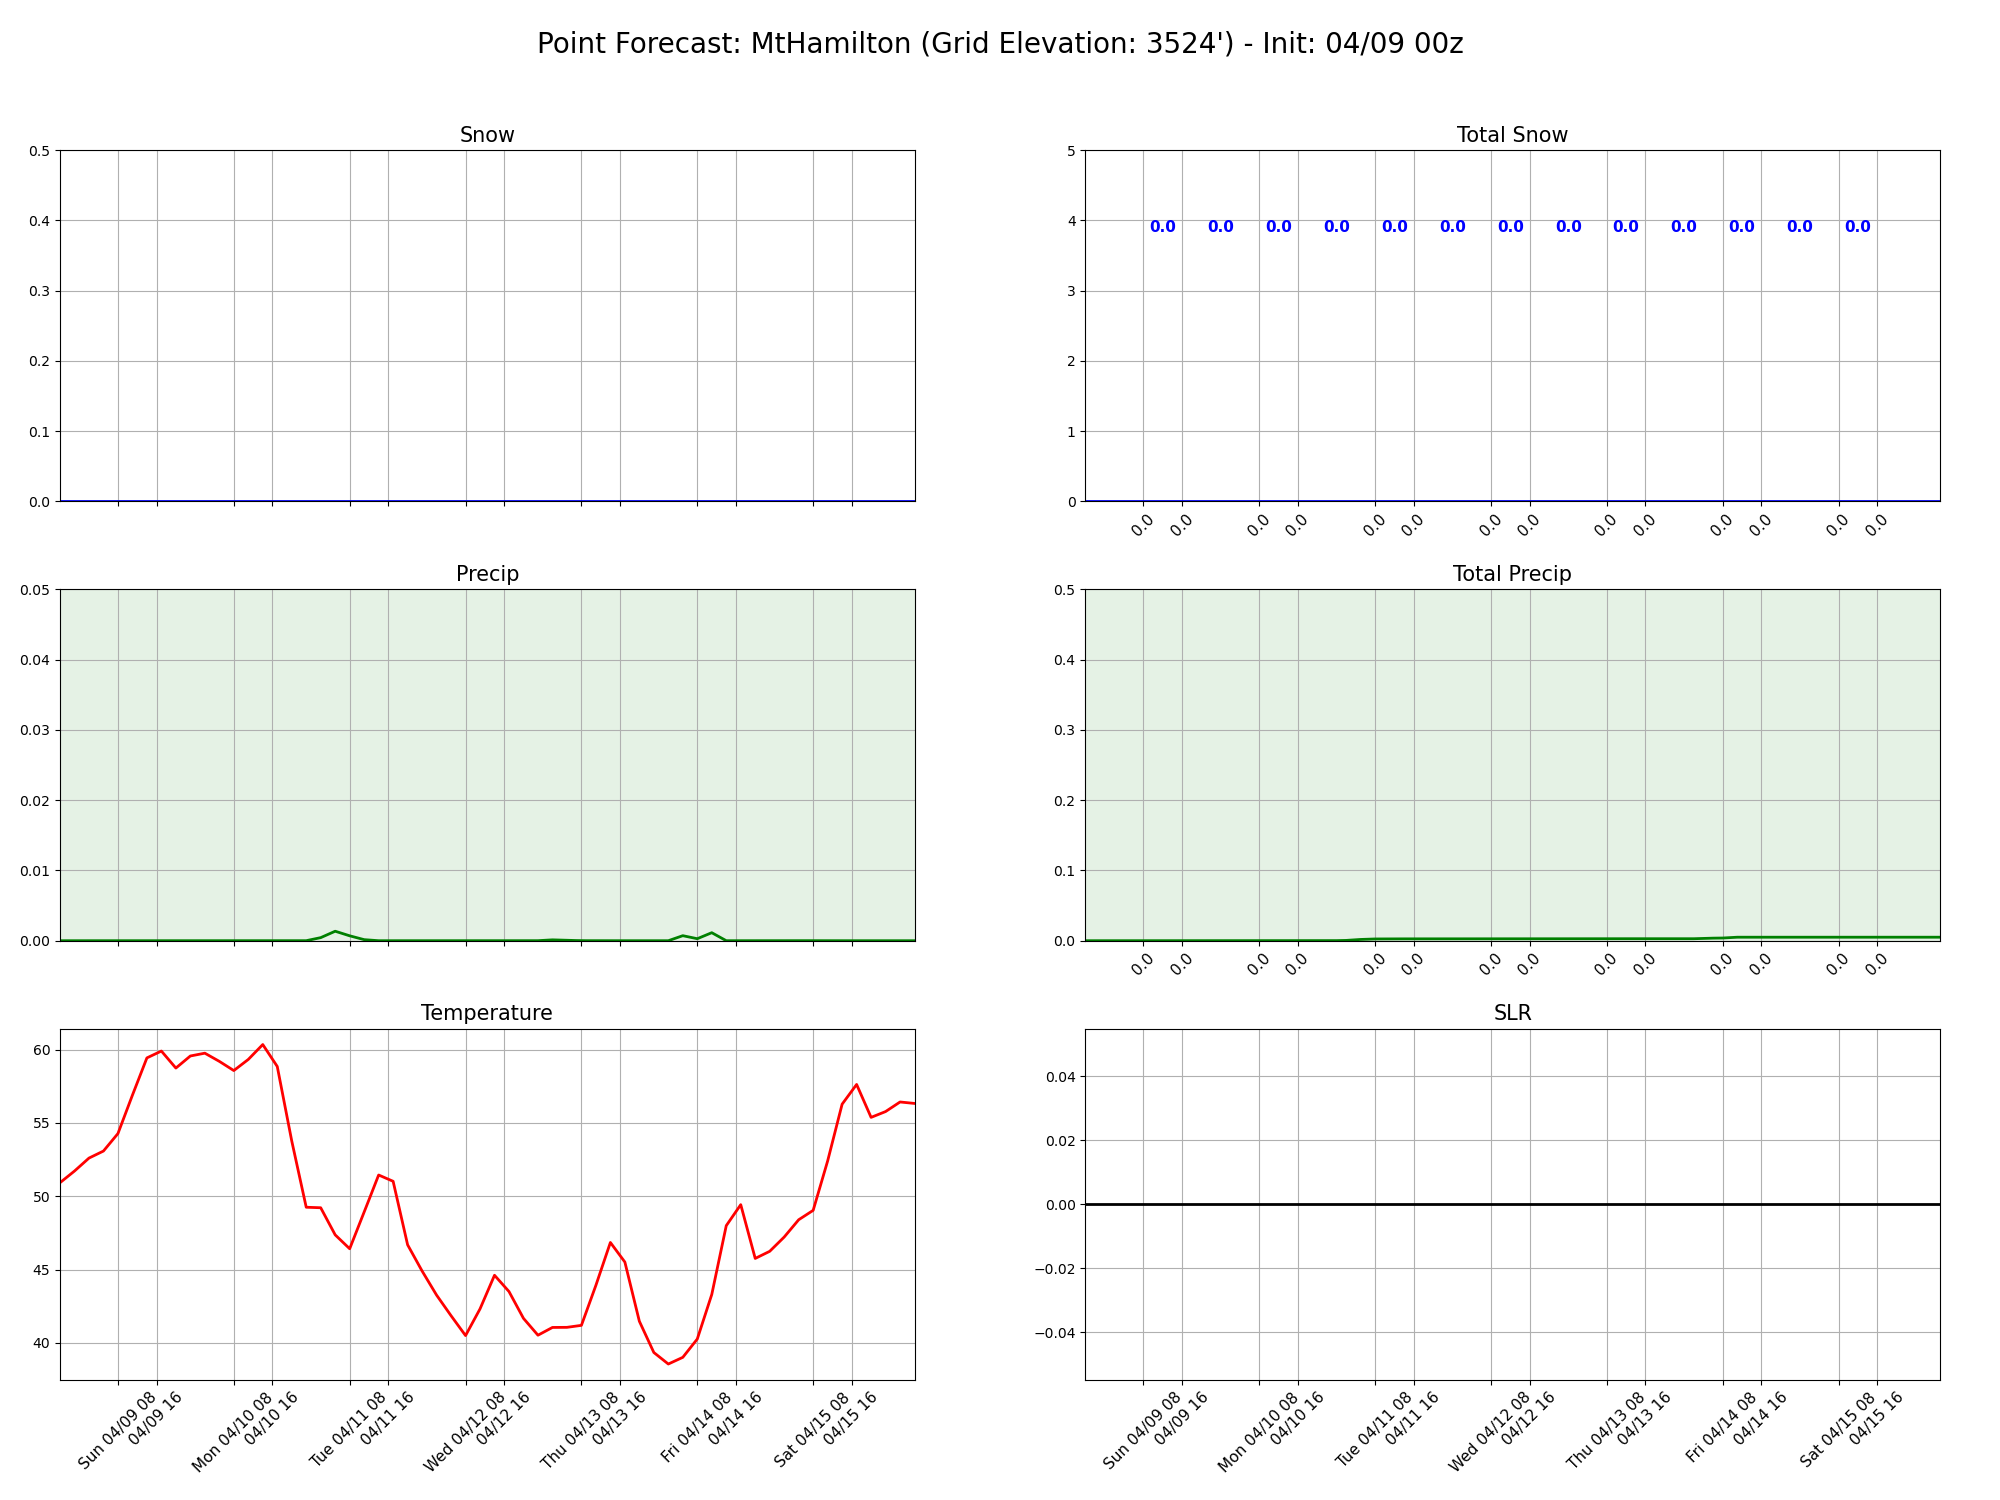 Point Forecast: MtHamilton (Grid Elevation: 3524') - Init: 04/09 00z
Snow
0.5
0.4
0.3
0.2
0.1
0.0
Total Snow
5
4
3
2
1
0
0.0 0.0 0.0 0.0 0.0 0.0 0.0 0.0 0.0 0.0 0.0 0.0 0.0
0.0 0.0 0.0 0.0 0.0 0.0 0.0 0.0 0.0 0.0 0.0 0.0 0.0 0.0
Precip
0.05
0.04
0.03
0.02
0.01
0.00
Total Precip
0.5
0.4
0.3
0.2
0.1
0.0
0.0 0.0 0.0 0.0 0.0 0.0 0.0 0.0 0.0 0.0 0.0 0.0 0.0 0.0
Temperature
60
55
50
45
40
Sun 04/09 08
04/09 16
Mon 04/10 08
04/10 16
Tue 04/11 08
04/11 16
Wed 04/12 08
04/12 16
Thu 04/13 08
04/13 16
Fri 04/14 08
04/14 16
Sat 04/15 08
04/15 16
SLR
0.04
0.02
0.00
−0.02
−0.04
Sun 04/09 08
04/09 16
Mon 04/10 08
04/10 16
Tue 04/11 08
04/11 16
Wed 04/12 08
04/12 16
Thu 04/13 08
04/13 16
Fri 04/14 08
04/14 16
Sat 04/15 08
04/15 16